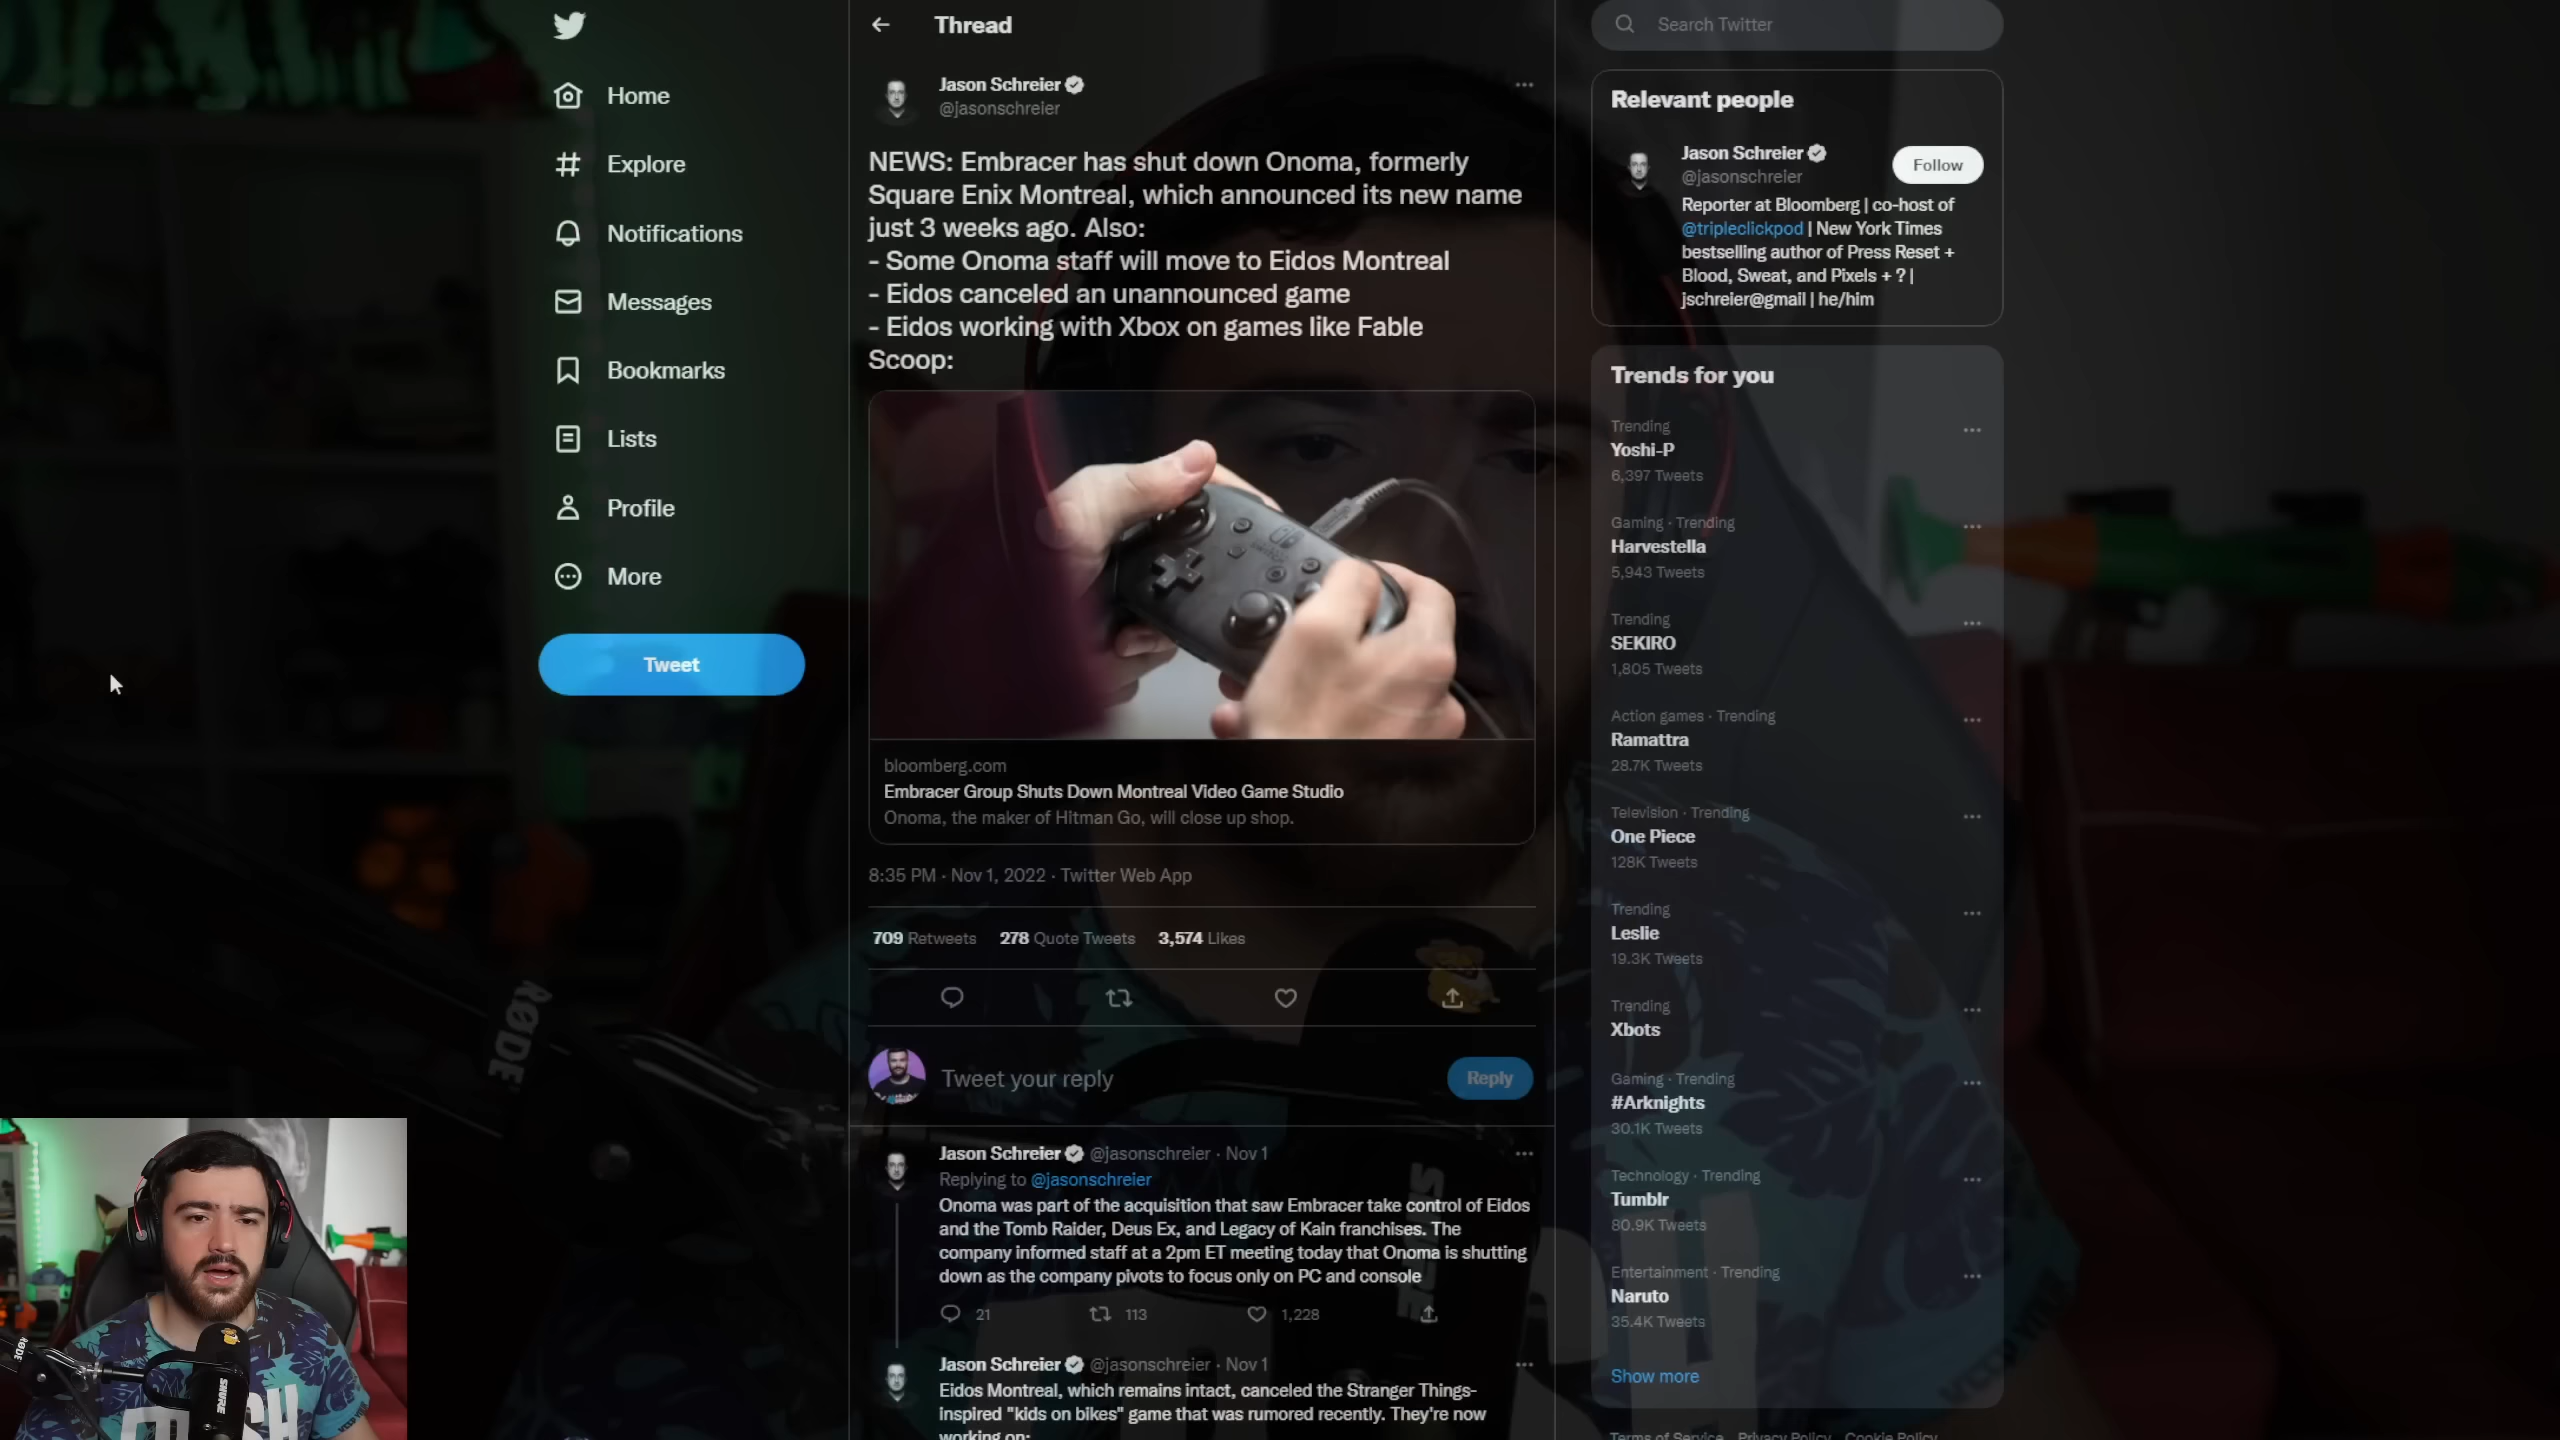 Home
Explore
Notifications
Messages
Bookmarks
Lists
Profile
More
Tweet
Thread
Jason Schreier
@jasonschreier
NEWS: Embracer has shut down Onoma, formerly
Square Enix Montreal, which announced its new name
just 3 weeks ago. Also:
- Some Onoma staff will move to Eidos Montreal
- Eidos canceled an unannounced game
- Eidos working with Xbox on games like Fable
Scoop:
bloomberg.com
Embracer Group Shuts Down Montreal Video Game Studio
Onoma, the maker of Hitman Go, will close up shop.
8:35 PM · Nov 1, 2022 · Twitter Web App
709 Retweets 278 Quote Tweets 3,574 Likes
Tweet your reply
Reply
Jason Schreier @jasonschreier · Nov 1
Replying to @jasonschreier
Onoma was part of the acquisition that saw Embracer take control of Eidos
and the Tomb Raider, Deus Ex, and Legacy of Kain franchises. The
company informed staff at a 2pm ET meeting today that Onoma is shutting
down as the company pivots to focus only on PC and console
21 113 1,228
Jason Schreier @jasonschreier · Nov 1
Eidos Montreal, which remains intact, canceled the Stranger Things-
inspired "kids on bikes" game that was rumored recently. They're now
working on:
Search Twitter
Relevant people
Jason Schreier
@jasonschreier
Follow
Reporter at Bloomberg | co-host of
@tripleclickpod | New York Times
bestselling author of Press Reset +
Blood, Sweat, and Pixels + ? |
jschreier@gmail | he/him
Trends for you
Trending
Yoshi-P
6,397 Tweets
Gaming · Trending
Harvestella
5,943 Tweets
Trending
SEKIRO
1,805 Tweets
Action games · Trending
Ramattra
28.7K Tweets
Television · Trending
One Piece
128K Tweets
Trending
Leslie
19.3K Tweets
Trending
Xbots
Gaming · Trending
#Arknights
30.1K Tweets
Technology · Trending
Tumblr
80.9K Tweets
Entertainment · Trending
Naruto
35.4K Tweets
Show more
Terms of Service Privacy Policy Cookie Policy
RØDE
RØDE
SHURE